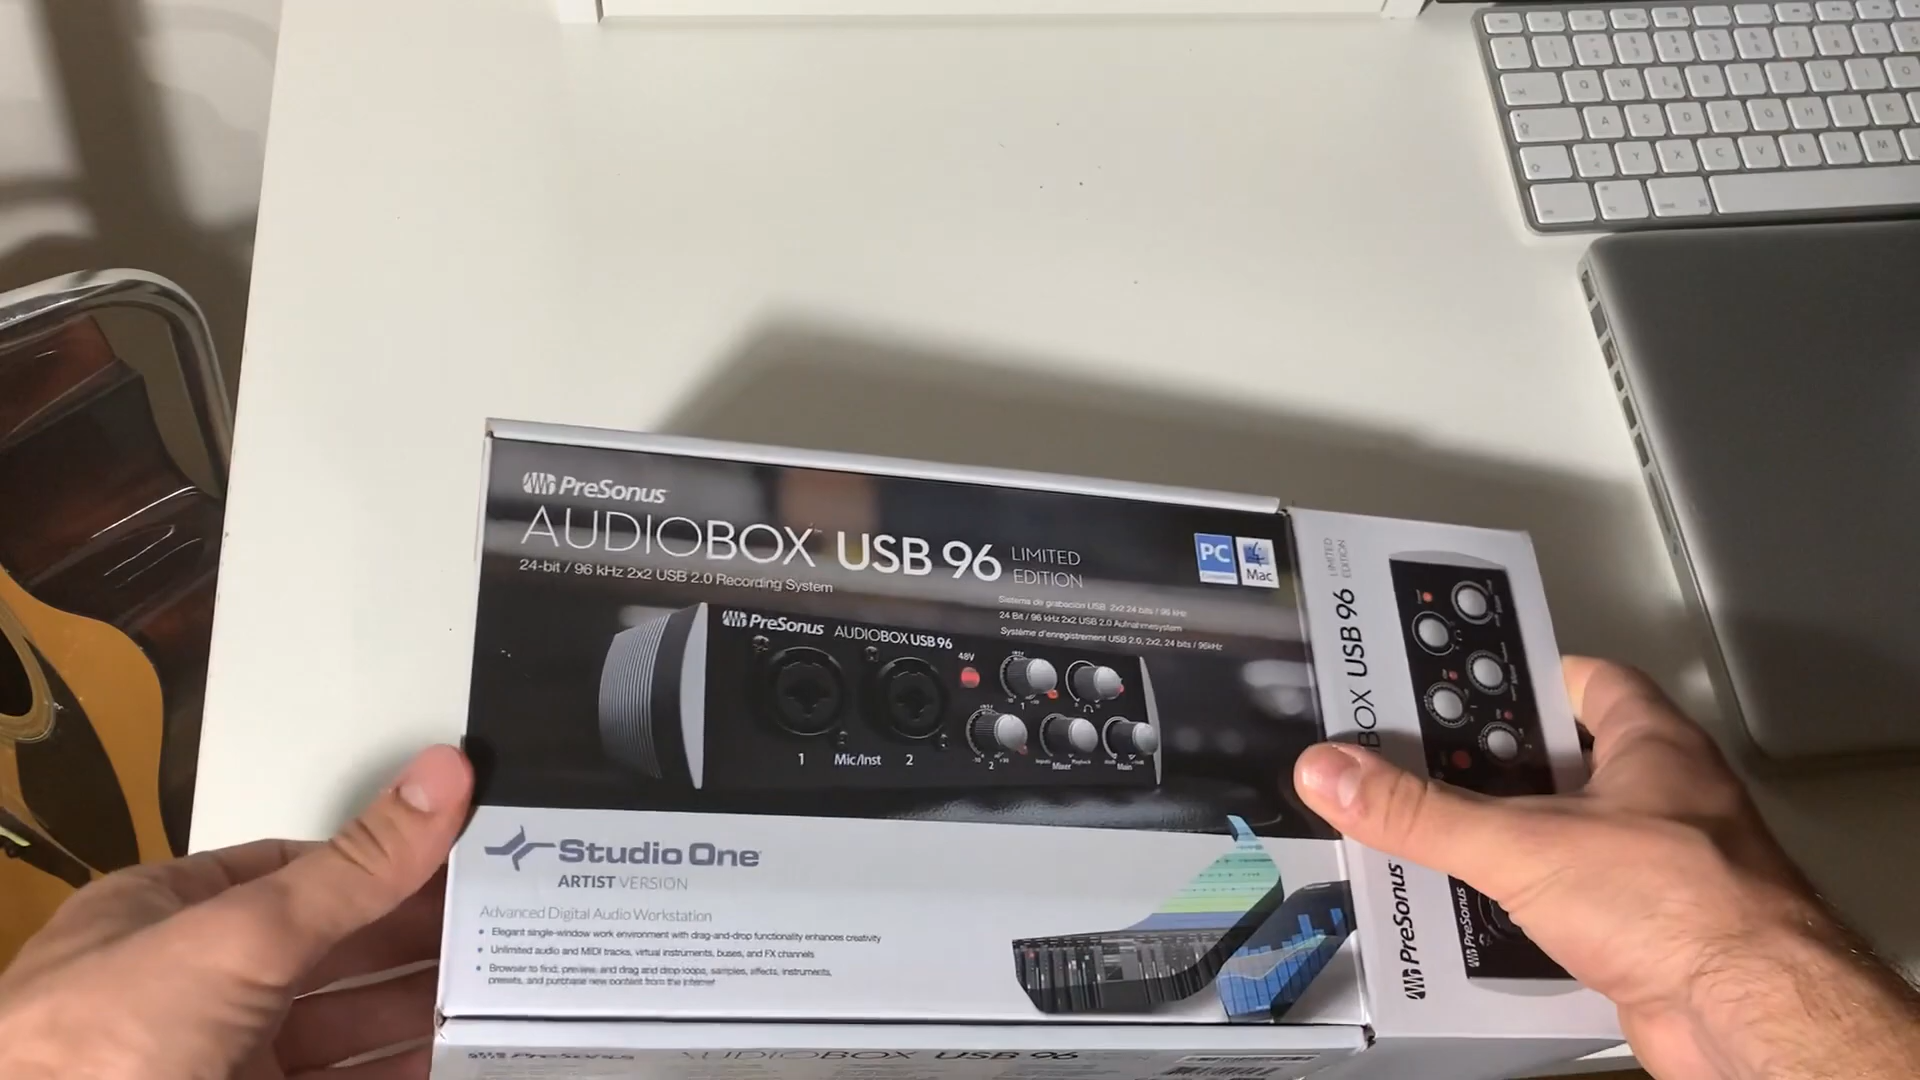 PreSonus
AUDIOBOX USB 96 LIMITED EDITION
24-bit / 96 kHz 2x2 USB 2.0 Recording System
PC
Mac
Sistema de grabación USB 2x2 24 bits / 96 kHz
24 Bit / 96 kHz 2x2 USB 2.0 Aufnahmesystem
Système d'enregistrement USB 2.0, 2x2, 24 bits / 96kHz
PreSonus AUDIOBOX USB 96
48V
1 Mic/Inst 2
1
2
Mixer
Main
Studio One
ARTIST VERSION
Advanced Digital Audio Workstation
• Elegant single-window work environment with drag-and-drop functionality enhances creativity
• Unlimited audio and MIDI tracks, virtual instruments, buses, and FX channels
• Browser to find, preview, and drag and drop loops, samples, effects, instruments,
presets, and purchase new content from the internet
PreSonus AUDIOBOX USB 96
PreSonus
BOX USB 96 LIMITED EDITION
PreSonus
Q W E R T Z U I O
A S D F G H J K
Y X C V B N M